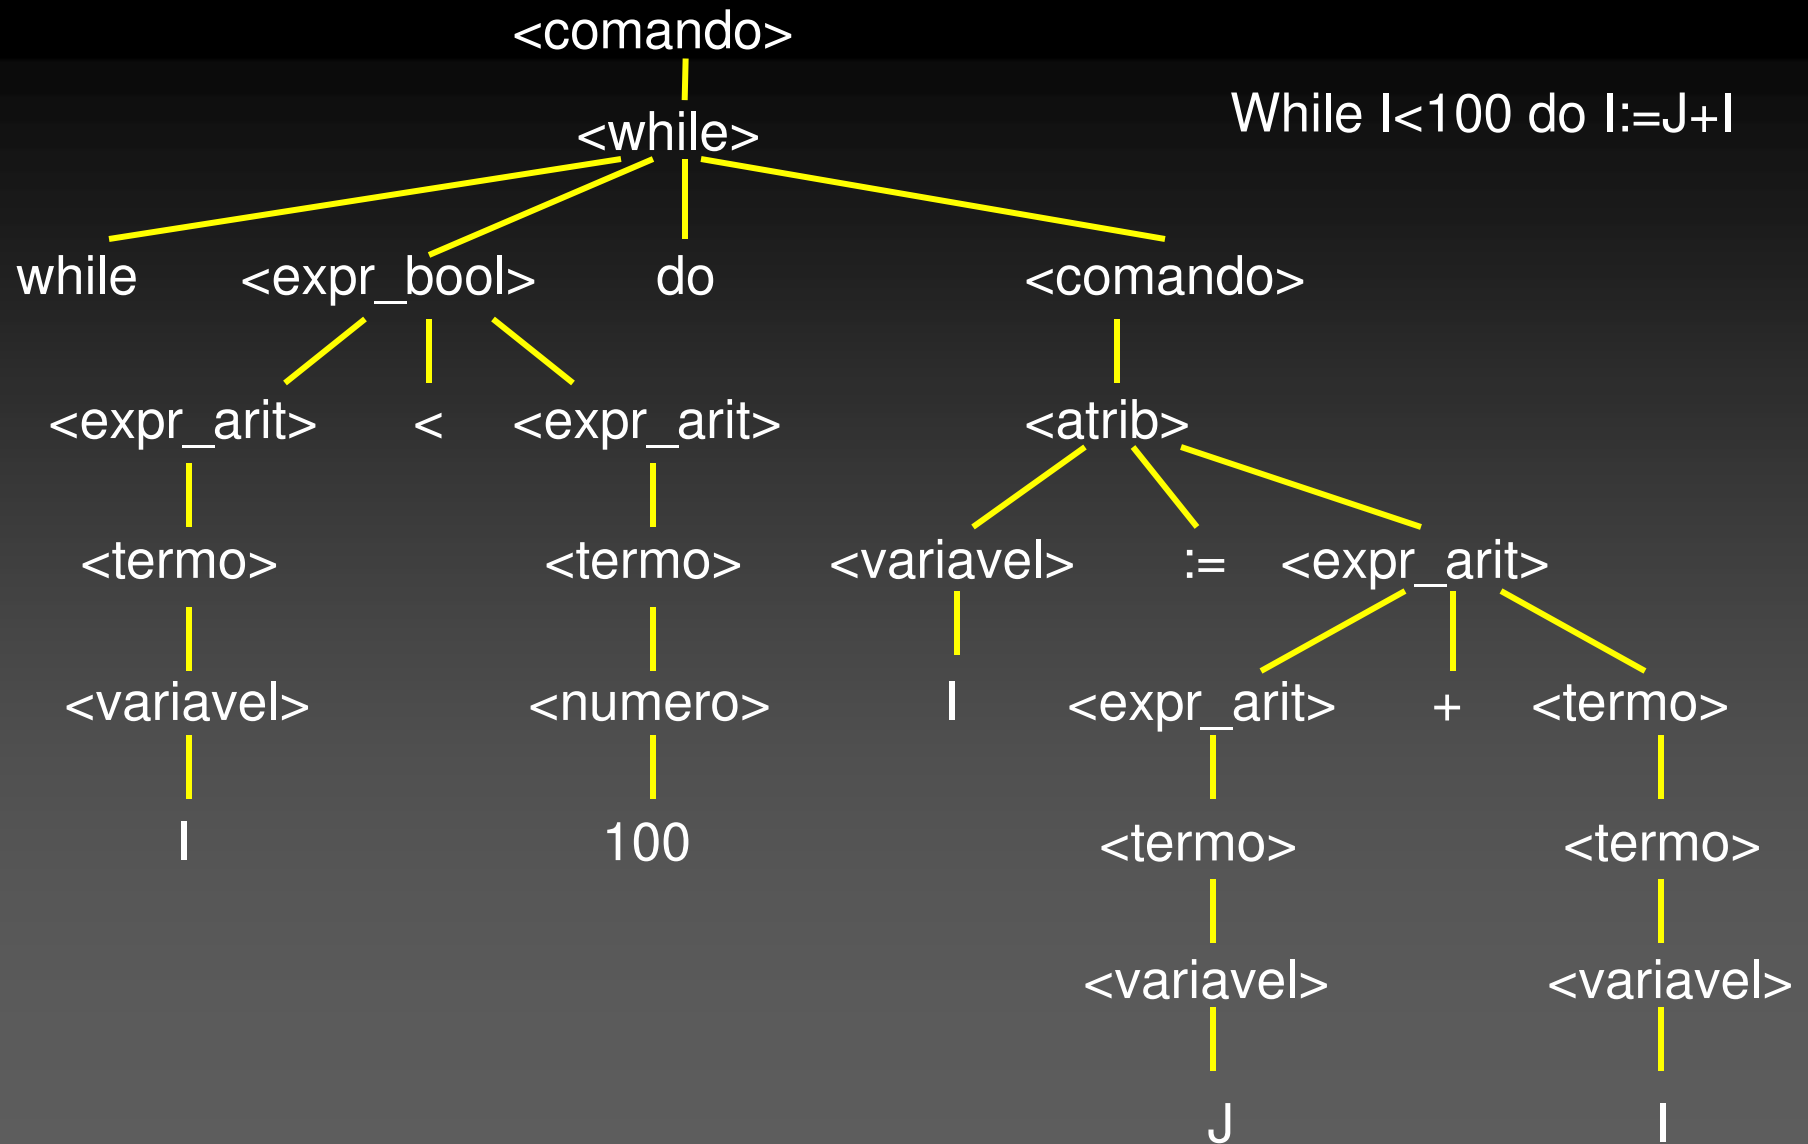 <comando>
<while>
While I<100 do I:=J+I
while <expr_bool> do <comando>
<expr_arit> < <expr_arit> <atrib>
<termo> <termo> <variavel> := <expr_arit>
<variavel> <numero> I <expr_arit> + <termo>
I 100 <termo> <termo>
<variavel> <variavel>
J I